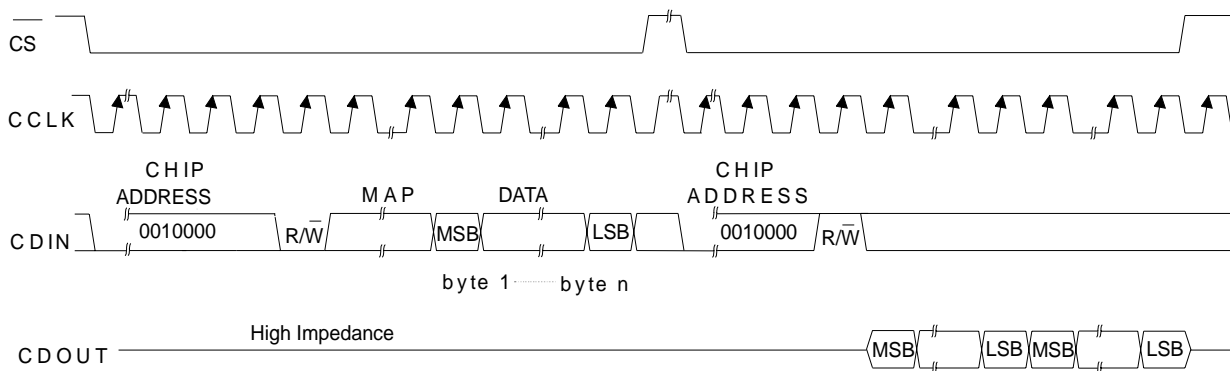 CS
CCLK
CHIP ADDRESS
MAP
DATA
CHIP ADDRESS
CDIN
0010000
R/W
MSB
LSB
0010000
R/W
byte 1
byte n
High Impedance
CDOUT
MSB
LSB
MSB
LSB